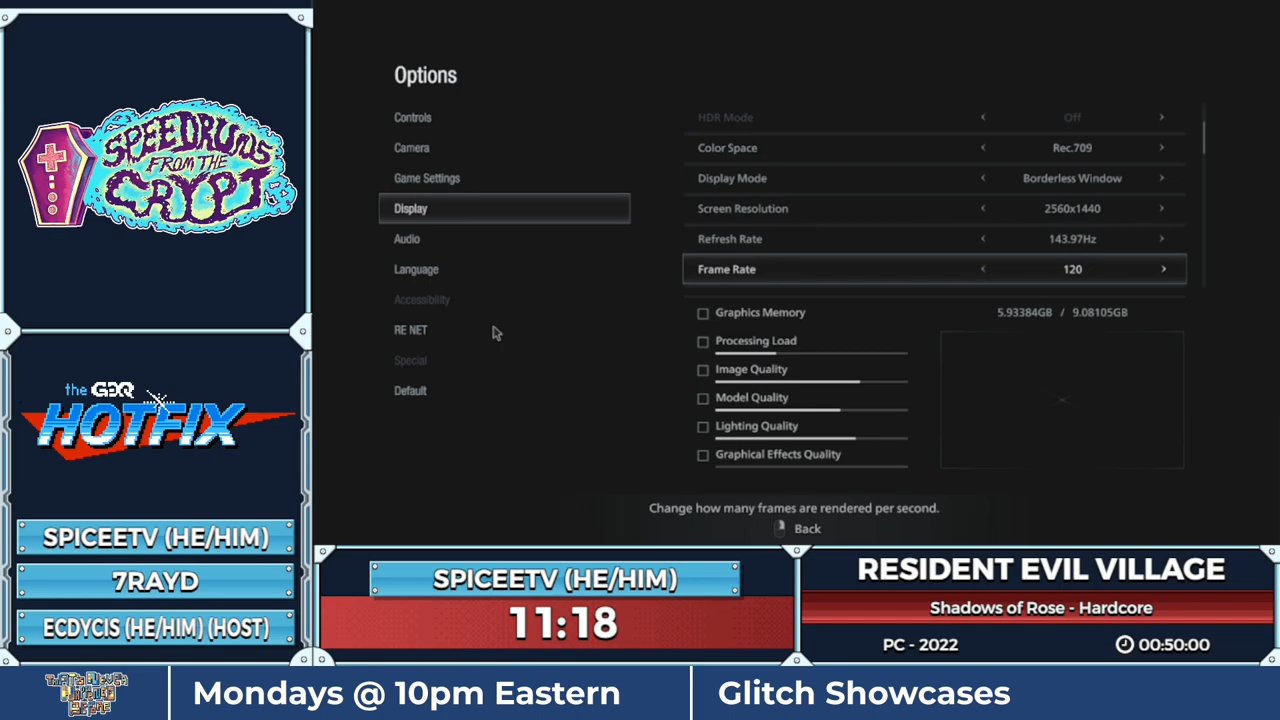 SPEEDRUNS
FROM THE
CRYPT
the GDQ
HOTFIX
SPICEETV (HE/HIM)
7RAYD
ECDYCIS (HE/HIM) (HOST)
Options
Controls
Camera
Game Settings
Display
Audio
Language
Accessibility
RE NET
Special
Default
HDR Mode Off
Color Space Rec.709
Display Mode Borderless Window
Screen Resolution 2560x1440
Refresh Rate 143.97Hz
Frame Rate 120
Graphics Memory 5.93384GB / 9.08105GB
Processing Load
Image Quality
Model Quality
Lighting Quality
Graphical Effects Quality
Change how many frames are rendered per second.
Back
SPICEETV (HE/HIM)
11:18
RESIDENT EVIL VILLAGE
Shadows of Rose - Hardcore
PC - 2022 00:50:00
Mondays @ 10pm Eastern
Glitch Showcases